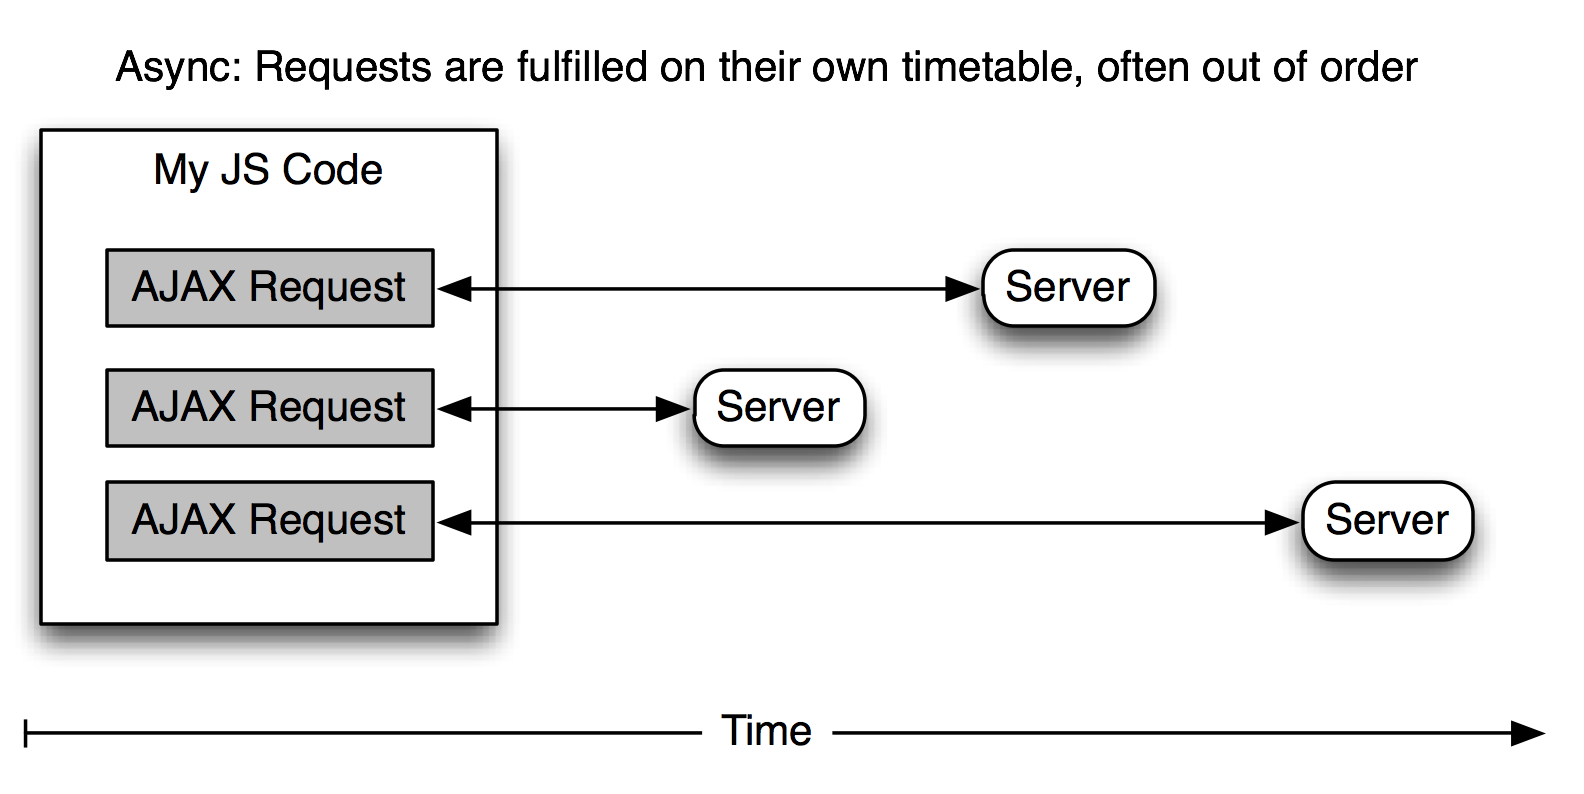 Async: Requests are fulfilled on their own timetable, often out of order
My JS Code
AJAX Request
Server
AJAX Request
Server
AJAX Request
Server
Time